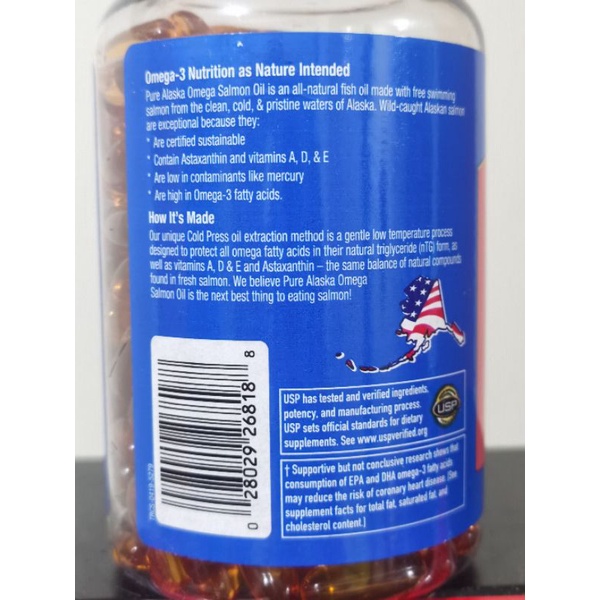 Omega-3 Nutrition as Nature Intended
Pure Alaska Omega Salmon Oil is an all-natural fish oil made with free swimming
salmon from the clean, cold, & pristine waters of Alaska. Wild-caught Alaskan salmon
are exceptional because they:
* Are certified sustainable
* Contain Astaxanthin and vitamins A, D, & E
* Are low in contaminants like mercury
* Are high in Omega-3 fatty acids.
How It's Made
Our unique Cold Press oil extraction method is a gentle low temperature process
designed to protect all omega fatty acids in their natural triglyceride (nTG) form, as
well as vitamins A, D & E and Astaxanthin – the same balance of natural compounds
found in fresh salmon. We believe Pure Alaska Omega
Salmon Oil is the next best thing to eating salmon!
0 28029 26818 8
USP has tested and verified ingredients,
potency, and manufacturing process.
USP sets official standards for dietary
supplements. See www.uspverified.org
USP
† Supportive but not conclusive research shows that
consumption of EPA and DHA omega-3 fatty acids
may reduce the risk of coronary heart disease. [See
supplement facts for total fat, saturated fat, and
cholesterol content.]